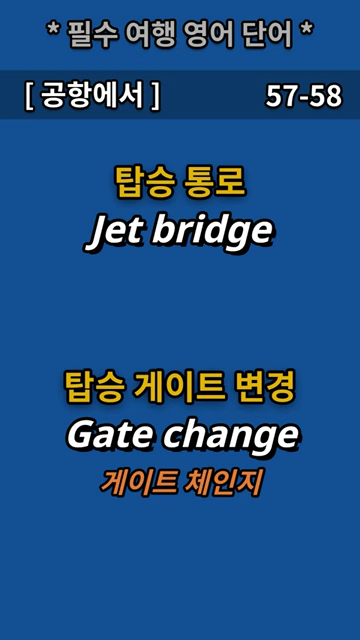 * 필수 여행 영어 단어 *
[ 공항에서 ] 57-58
탑승 통로
Jet bridge
탑승 게이트 변경
Gate change
게이트 체인지